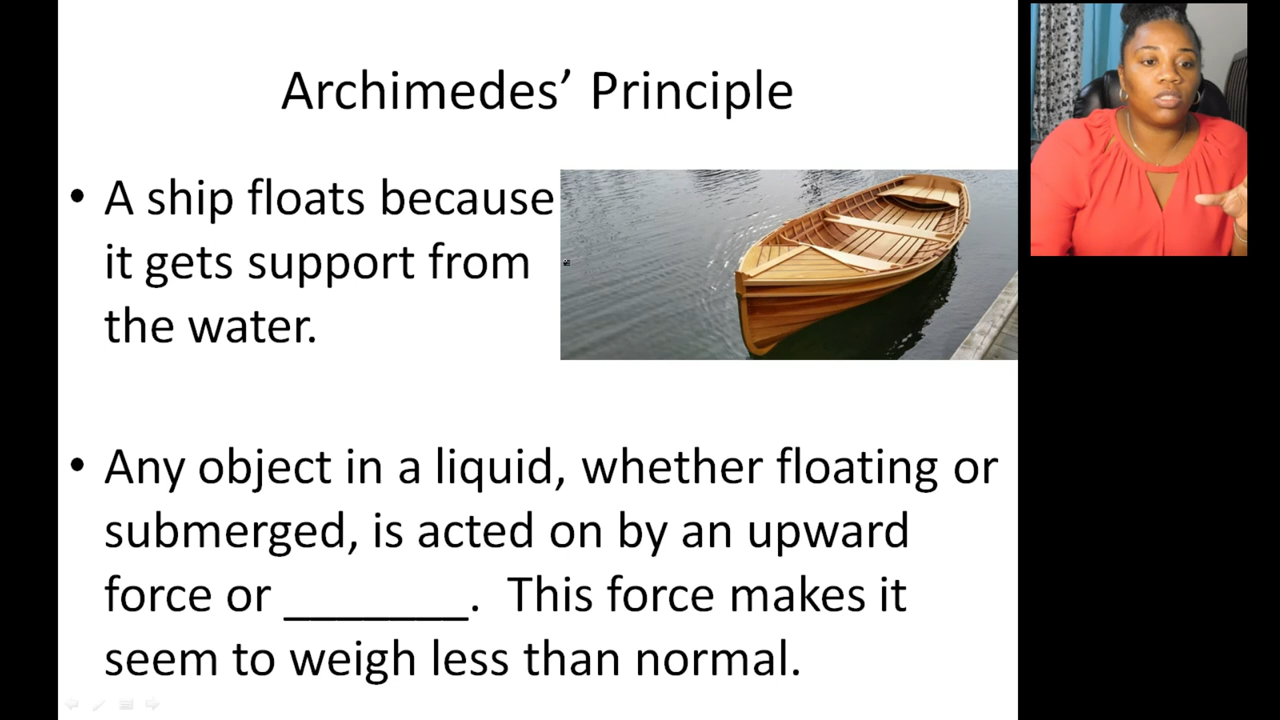 Archimedes’ Principle
• A ship floats because
it gets support from
the water.
• Any object in a liquid, whether floating or
submerged, is acted on by an upward
force or _______.  This force makes it
seem to weigh less than normal.